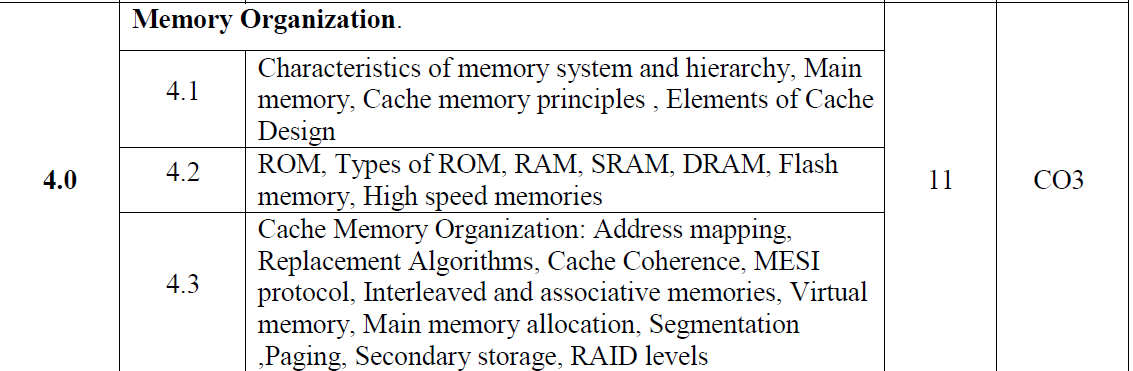 Memory Organization.
4.0
4.1
Characteristics of memory system and hierarchy, Main
memory, Cache memory principles , Elements of Cache
Design
4.2
ROM, Types of ROM, RAM, SRAM, DRAM, Flash
memory, High speed memories
4.3
Cache Memory Organization: Address mapping,
Replacement Algorithms, Cache Coherence, MESI
protocol, Interleaved and associative memories, Virtual
memory, Main memory allocation, Segmentation
,Paging, Secondary storage, RAID levels
11
CO3